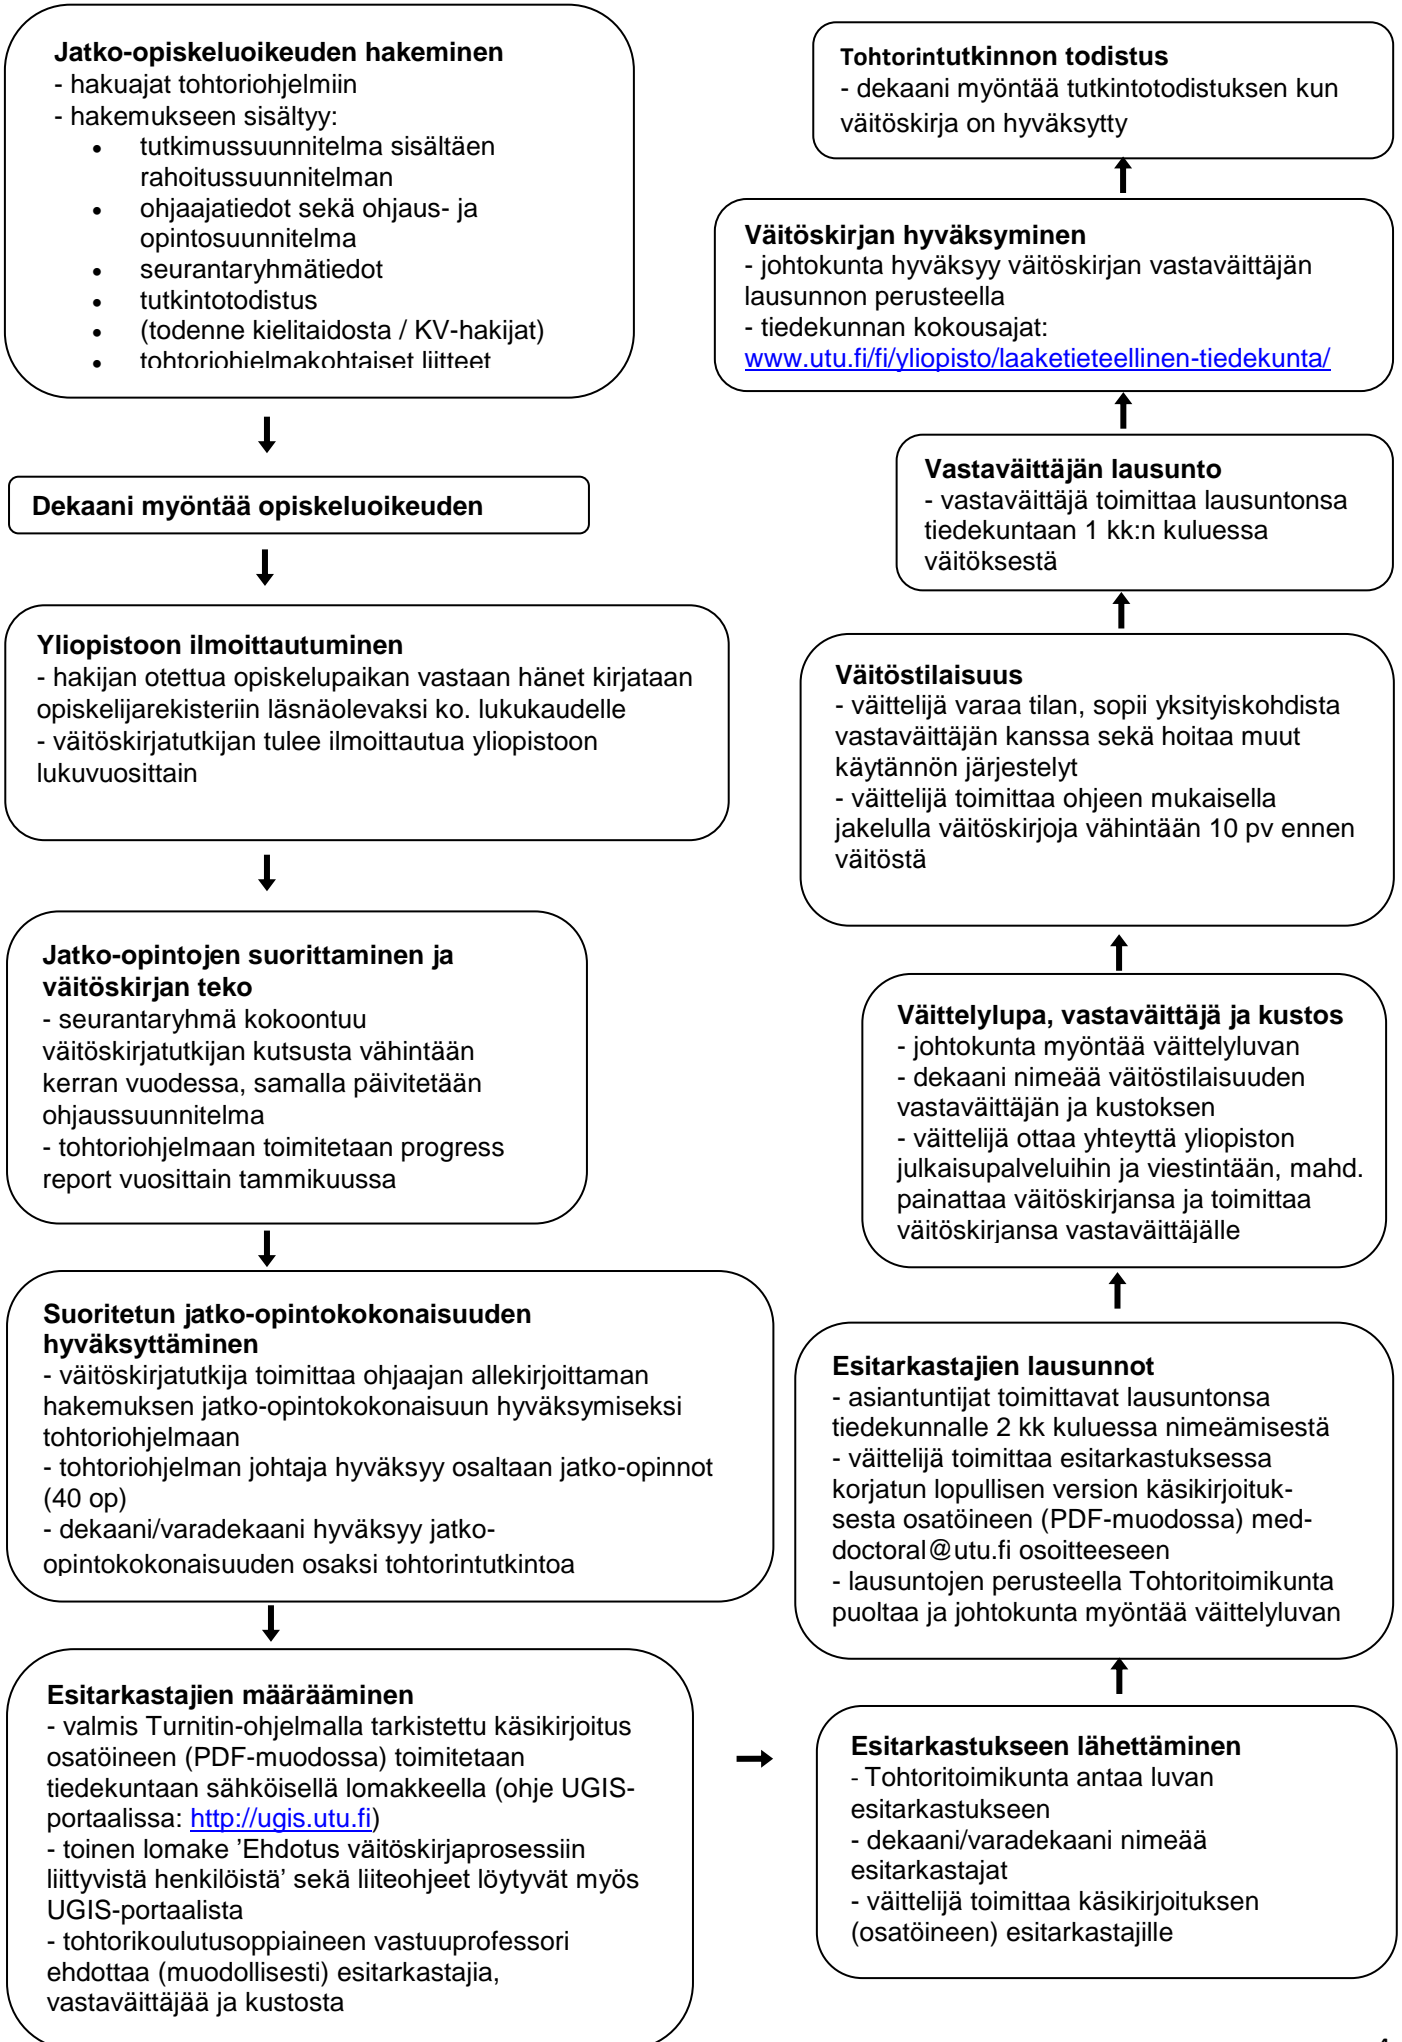 Jatko-opiskeluoikeuden hakeminen
- hakuajat tohtoriohjelmiin
- hakemukseen sisältyy:
• tutkimussuunnitelma sisältäen
rahoitussuunnitelman
• ohjaajatiedot sekä ohjaus- ja
opintosuunnitelma
• seurantaryhmätiedot
• tutkintotodistus
• (todenne kielitaidosta / KV-hakijat)
• tohtoriohjelmakohtaiset liitteet
Dekaani myöntää opiskeluoikeuden
Yliopistoon ilmoittautuminen
- hakijan otettua opiskelupaikan vastaan hänet kirjataan
opiskelijarekisteriin läsnäolevaksi ko. lukukaudelle
- väitöskirjatutkijan tulee ilmoittautua yliopistoon
lukuvuosittain
Jatko-opintojen suorittaminen ja
väitöskirjan teko
- seurantaryhmä kokoontuu
väitöskirjatutkijan kutsusta vähintään
kerran vuodessa, samalla päivitetään
ohjaussuunnitelma
- tohtoriohjelmaan toimitetaan progress
report vuosittain tammikuussa
Suoritetun jatko-opintokokonaisuuden
hyväksyttäminen
- väitöskirjatutkija toimittaa ohjaajan allekirjoittaman
hakemuksen jatko-opintokokonaisuun hyväksymiseksi
tohtoriohjelmaan
- tohtoriohjelman johtaja hyväksyy osaltaan jatko-opinnot
(40 op)
- dekaani/varadekaani hyväksyy jatko-
opintokokonaisuuden osaksi tohtorintutkintoa
Esitarkastajien määrääminen
- valmis Turnitin-ohjelmalla tarkistettu käsikirjoitus
osatöineen (PDF-muodossa) toimitetaan
tiedekuntaan sähköisellä lomakkeella (ohje UGIS-
portaalissa: http://ugis.utu.fi)
- toinen lomake ’Ehdotus väitöskirjaprosessiin
liittyvistä henkilöistä’ sekä liiteohjeet löytyvät myös
UGIS-portaalista
- tohtorikoulutusoppiaineen vastuuprofessori
ehdottaa (muodollisesti) esitarkastajia,
vastaväittäjää ja kustosta
Esitarkastukseen lähettäminen
- Tohtoritoimikunta antaa luvan
esitarkastukseen
- dekaani/varadekaani nimeää
esitarkastajat
- väittelijä toimittaa käsikirjoituksen
(osatöineen) esitarkastajille
Esitarkastajien lausunnot
- asiantuntijat toimittavat lausuntonsa
tiedekunnalle 2 kk kuluessa nimeämisestä
- väittelijä toimittaa esitarkastuksessa
korjatun lopullisen version käsikirjoituk-
sesta osatöineen (PDF-muodossa) med-
doctoral@utu.fi osoitteeseen
- lausuntojen perusteella Tohtoritoimikunta
puoltaa ja johtokunta myöntää väittelyluvan
Väittelylupa, vastaväittäjä ja kustos
- johtokunta myöntää väittelyluvan
- dekaani nimeää väitöstilaisuuden
vastaväittäjän ja kustoksen
- väittelijä ottaa yhteyttä yliopiston
julkaisupalveluihin ja viestintään, mahd.
painattaa väitöskirjansa ja toimittaa
väitöskirjansa vastaväittäjälle
Väitöstilaisuus
- väittelijä varaa tilan, sopii yksityiskohdista
vastaväittäjän kanssa sekä hoitaa muut
käytännön järjestelyt
- väittelijä toimittaa ohjeen mukaisella
jakelulla väitöskirjoja vähintään 10 pv ennen
väitöstä
Vastaväittäjän lausunto
- vastaväittäjä toimittaa lausuntonsa
tiedekuntaan 1 kk:n kuluessa
väitöksestä
Väitöskirjan hyväksyminen
- johtokunta hyväksyy väitöskirjan vastaväittäjän
lausunnon perusteella
- tiedekunnan kokousajat:
www.utu.fi/fi/yliopisto/laaketieteellinen-tiedekunta/
Tohtorintutkinnon todistus
- dekaani myöntää tutkintotodistuksen kun
väitöskirja on hyväksytty